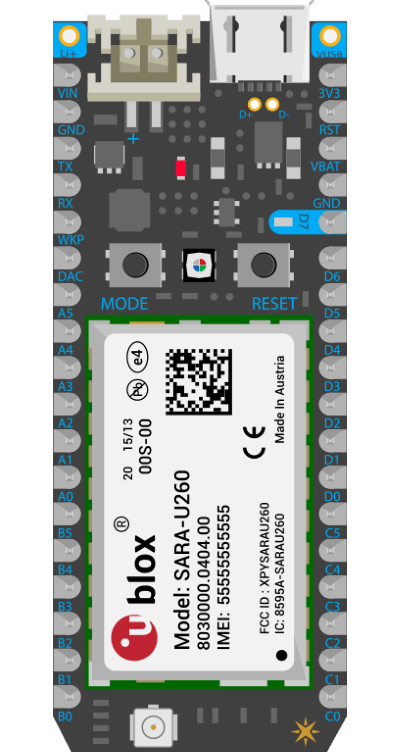 Li+
VUSB
VIN
GND
TX
RX
WKP
DAC
A5
A4
A3
A2
A1
A0
B5
B4
B3
B2
B1
B0
3V3
RST
VBAT
GND
D7
D6
D5
D4
D3
D2
D1
D0
C5
C4
C3
C2
C1
C0
+
D+ D-
MODE
RESET
ublox®
20 15/13
00S-00
Pb
e4
Model: SARA-U260
8030000.0404.00
IMEI: 55555555555555
CE
Made In Austria
FCC ID : XPYSARAU260
IC: 8595A-SARAU260